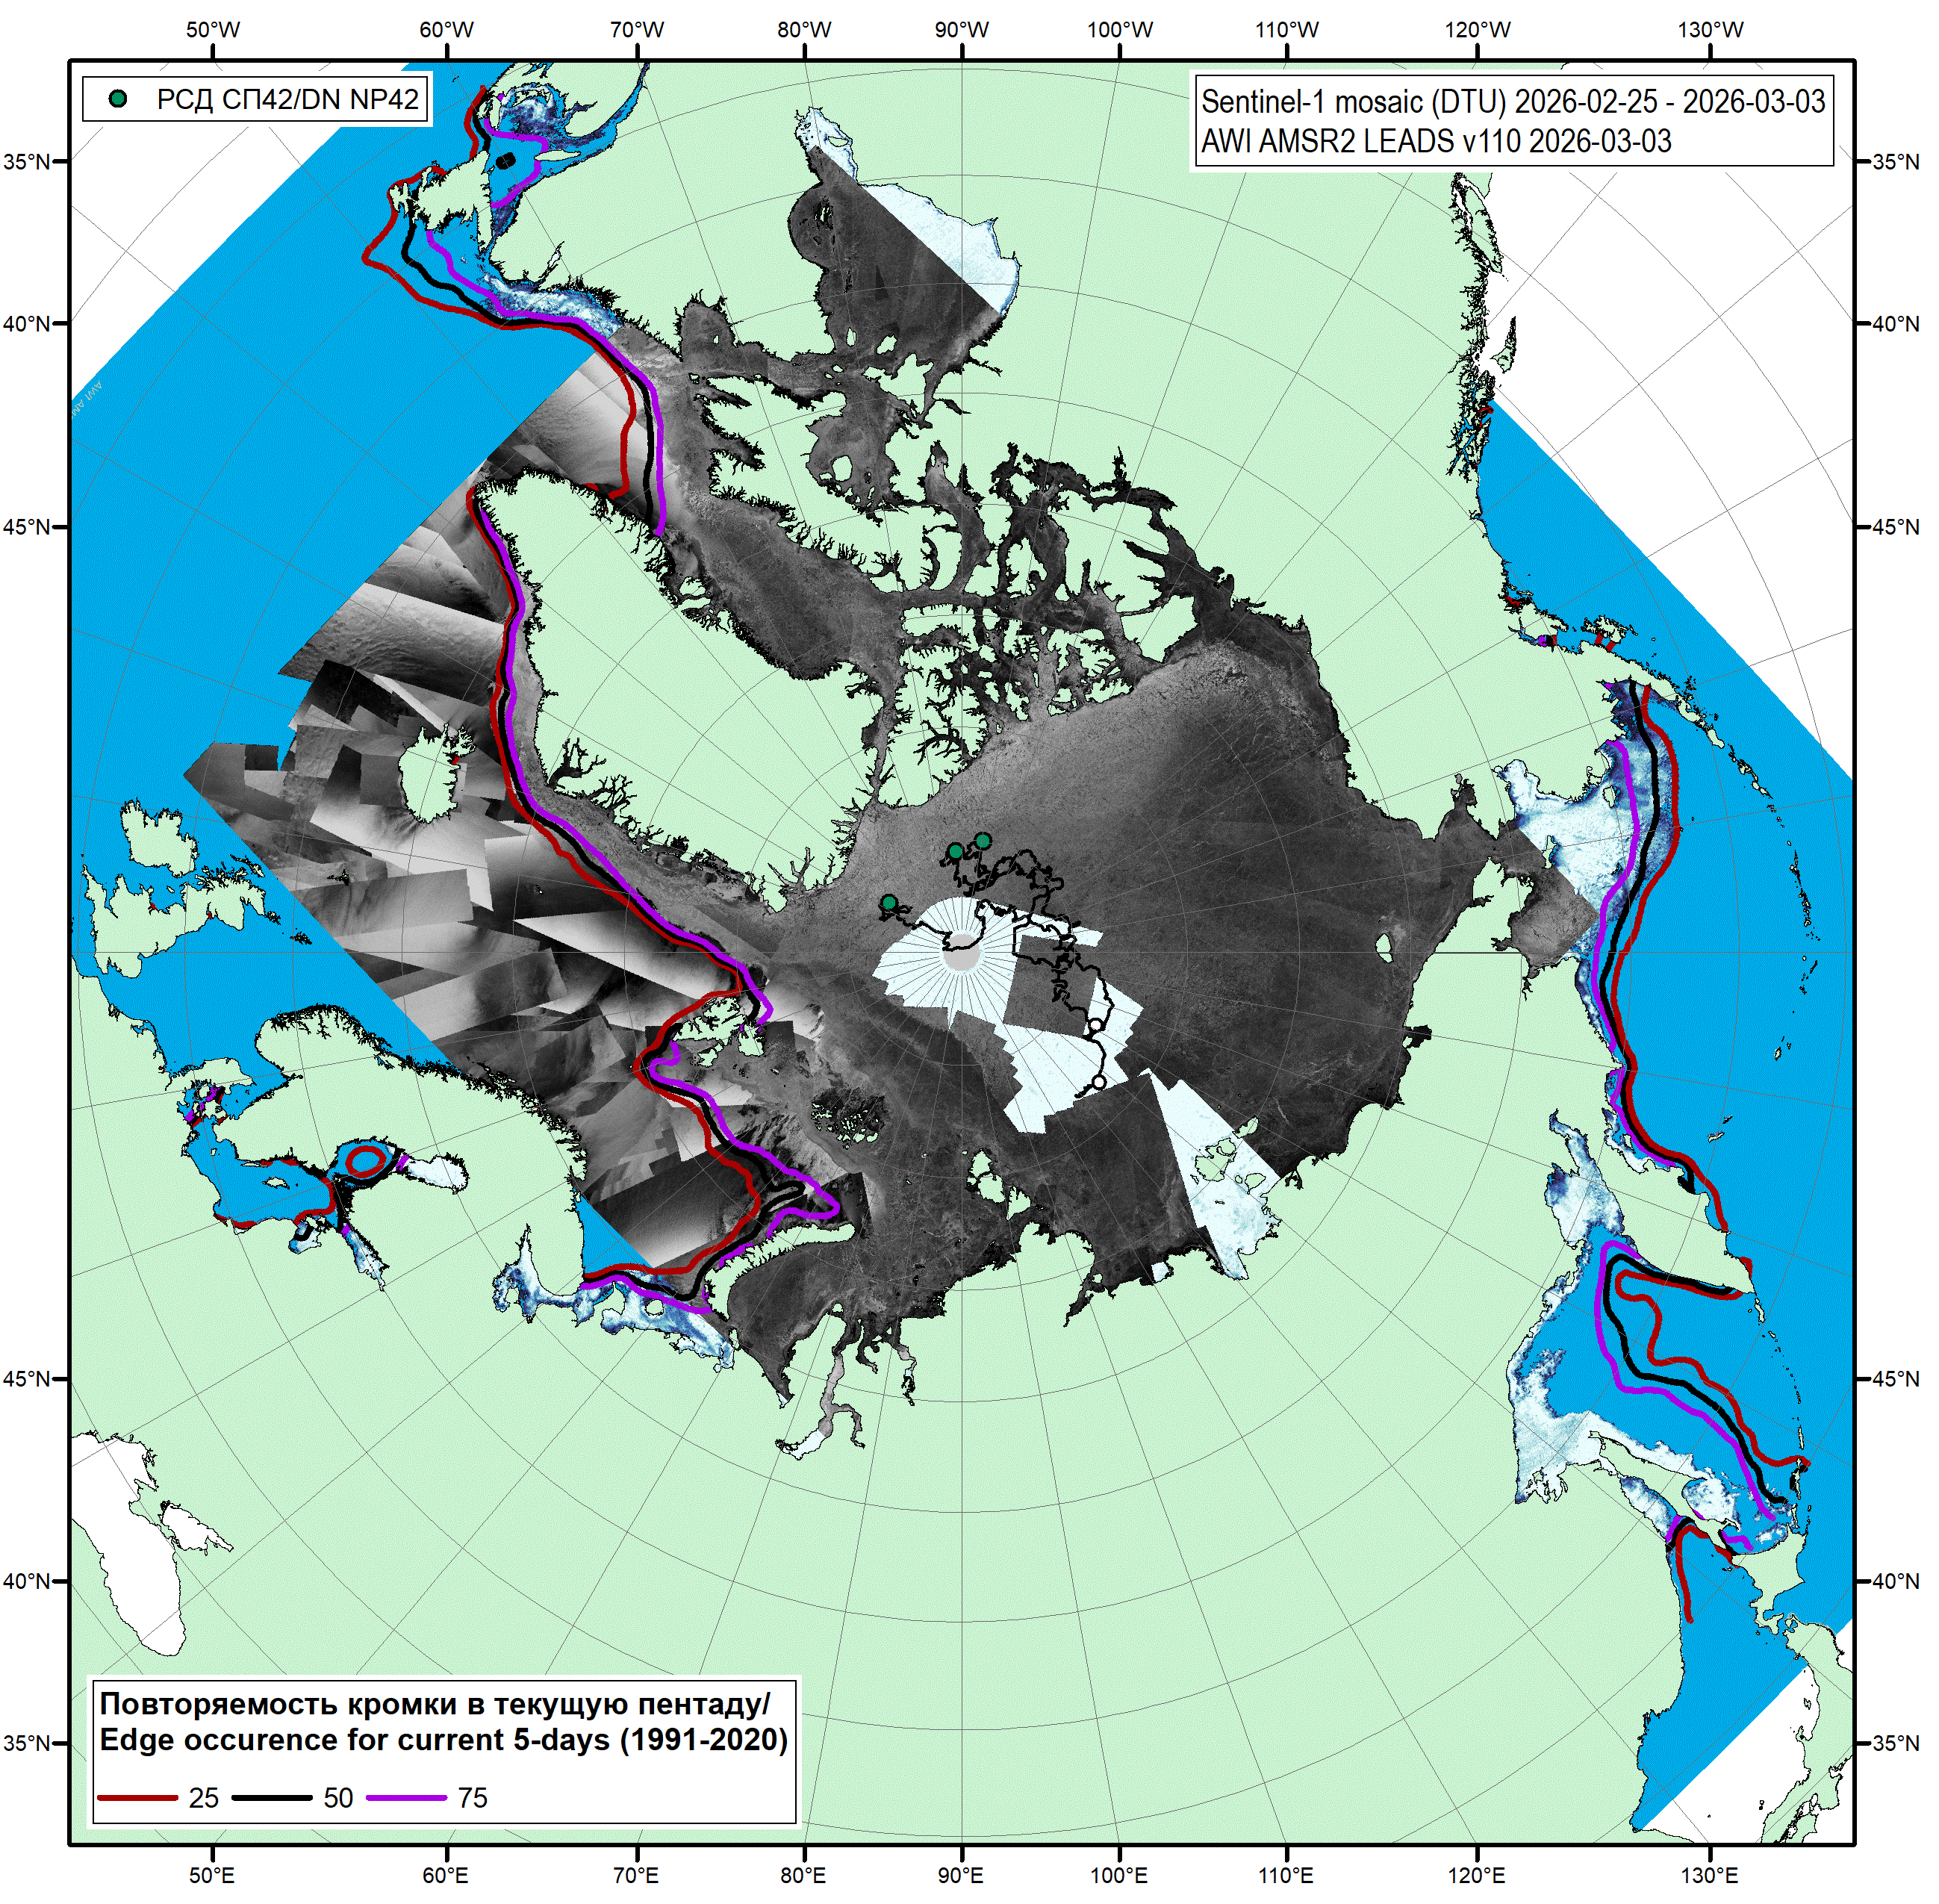 50°W 60°W 70°W 80°W 90°W 100°W 110°W 120°W 130°W
РСД СП42/DN NP42
Sentinel-1 mosaic (DTU) 2026-02-25 - 2026-03-03
AWI AMSR2 LEADS v110 2026-03-03
35°N 35°N
40°N 40°N
45°N 45°N
45°N 45°N
40°N 40°N
35°N 35°N
Повторяемость кромки в текущую пентаду/
Edge occurence for current 5-days (1991-2020)
25 50 75
50°E 60°E 70°E 80°E 90°E 100°E 110°E 120°E 130°E